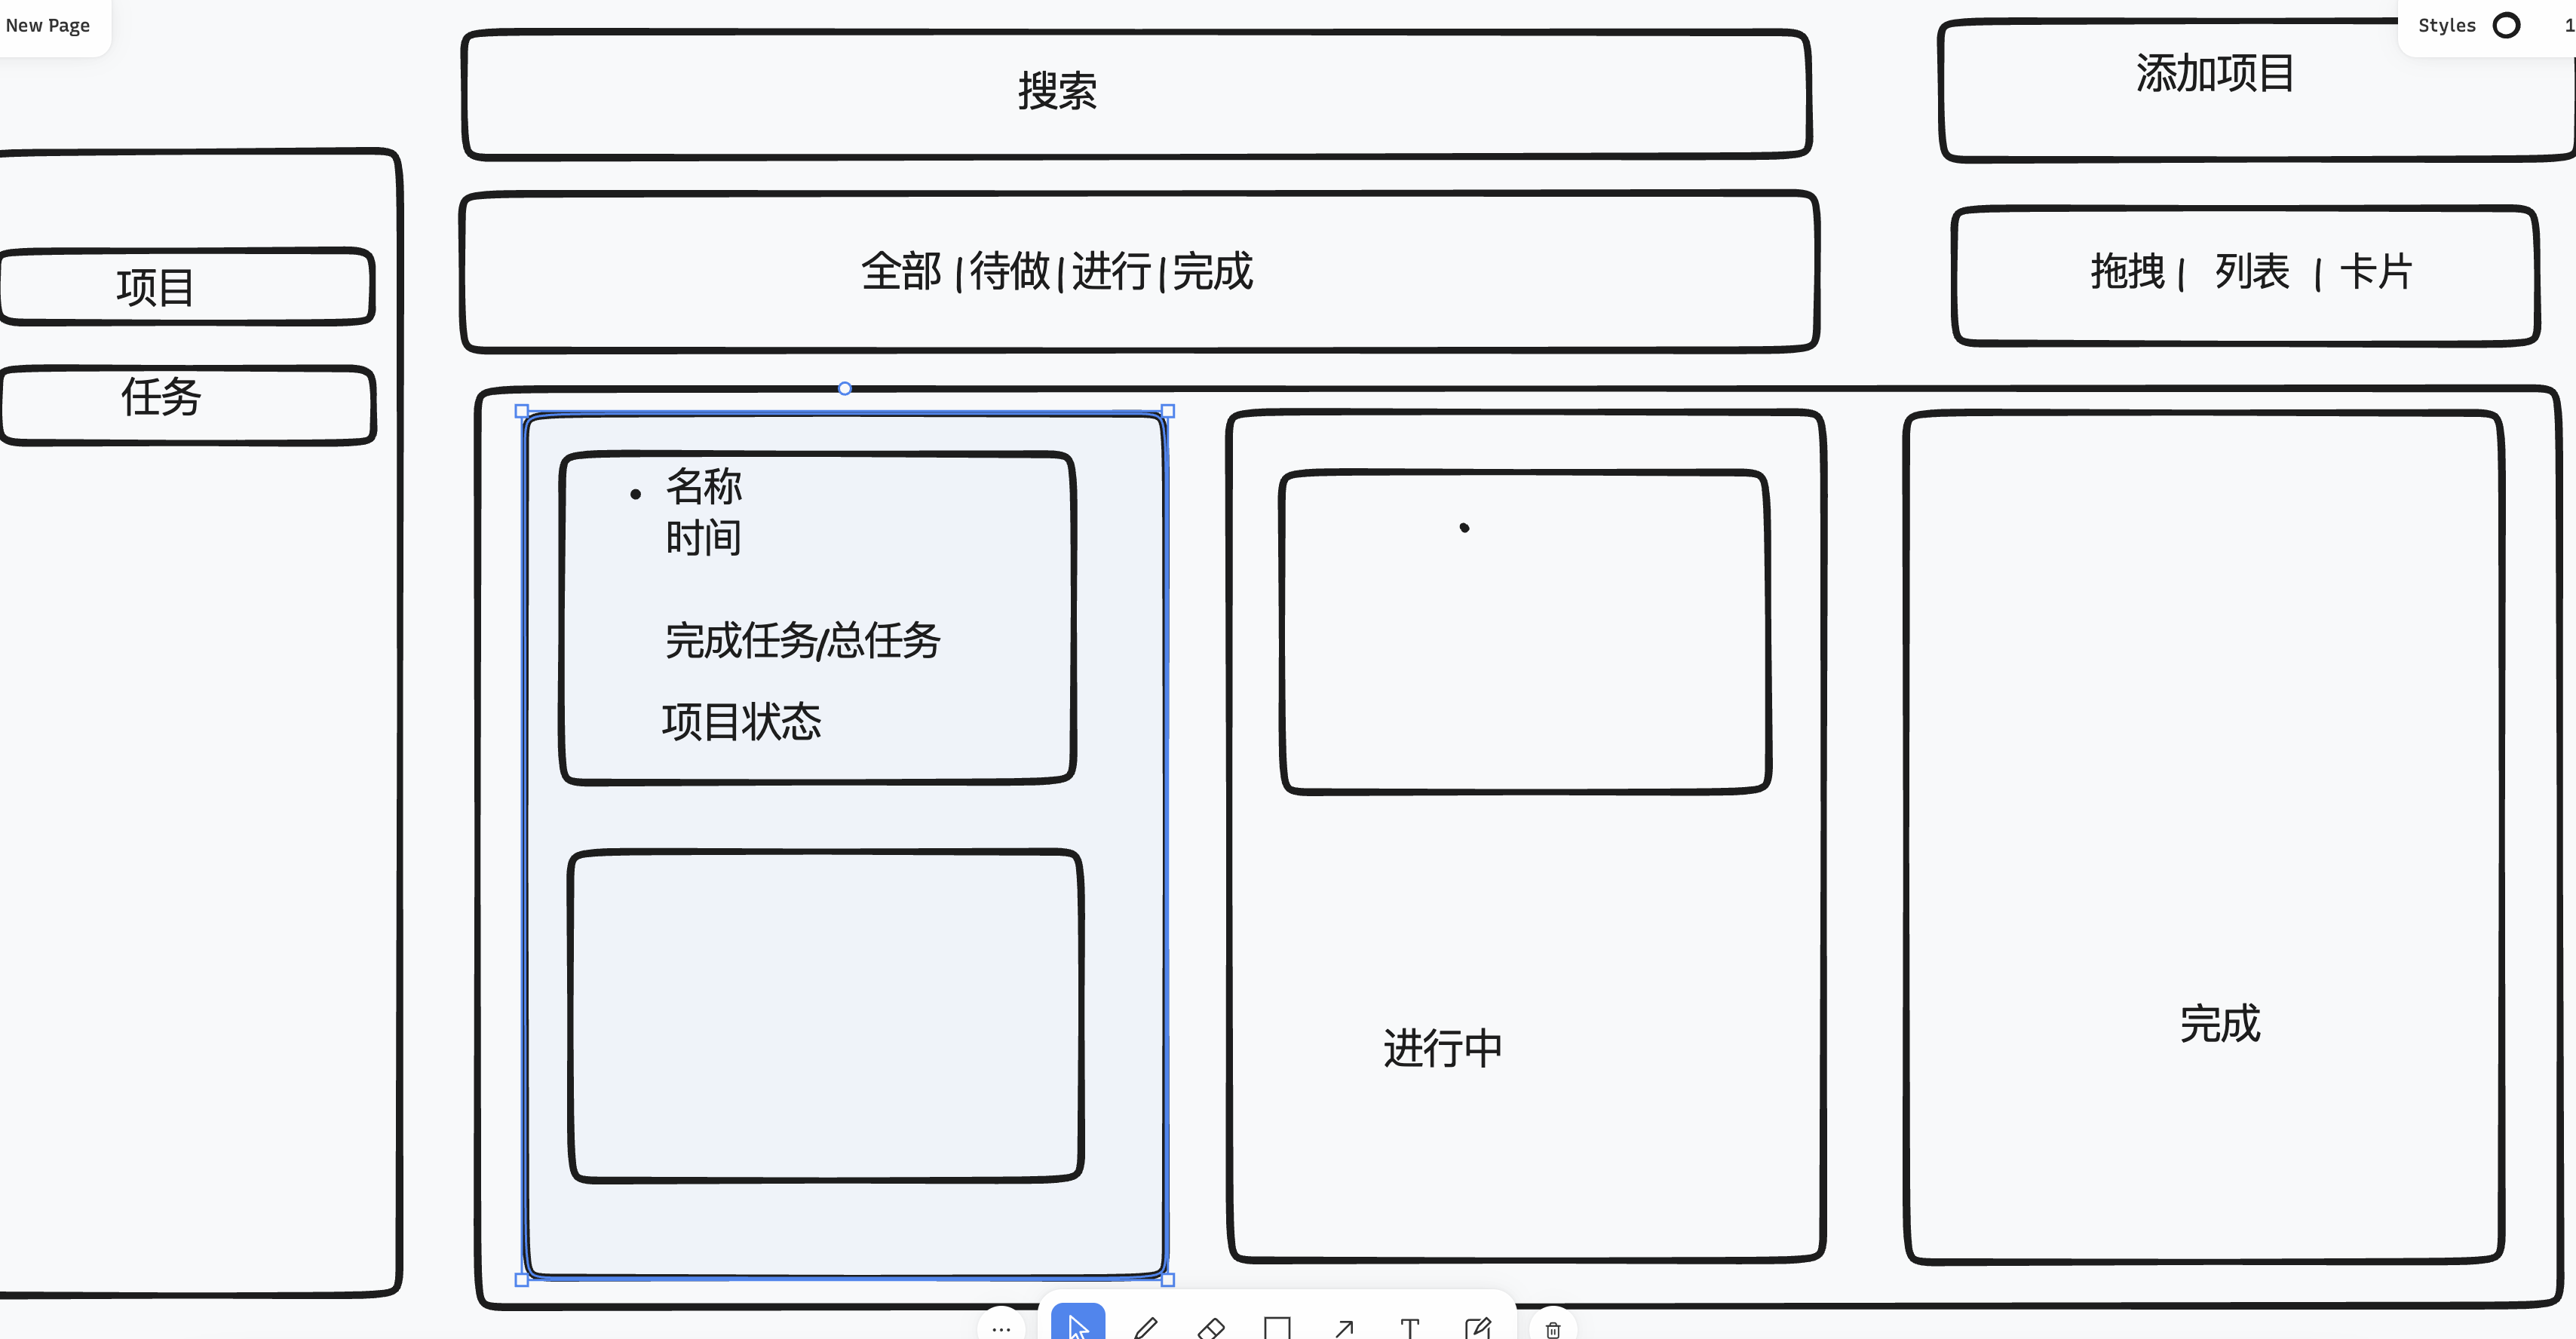 New Page
Styles
1
搜索
添加项目
项目
任务
全部 | 待做 | 进行 | 完成
拖拽 | 列表 | 卡片
• 名称
时间
完成任务/总任务
项目状态
进行中
完成